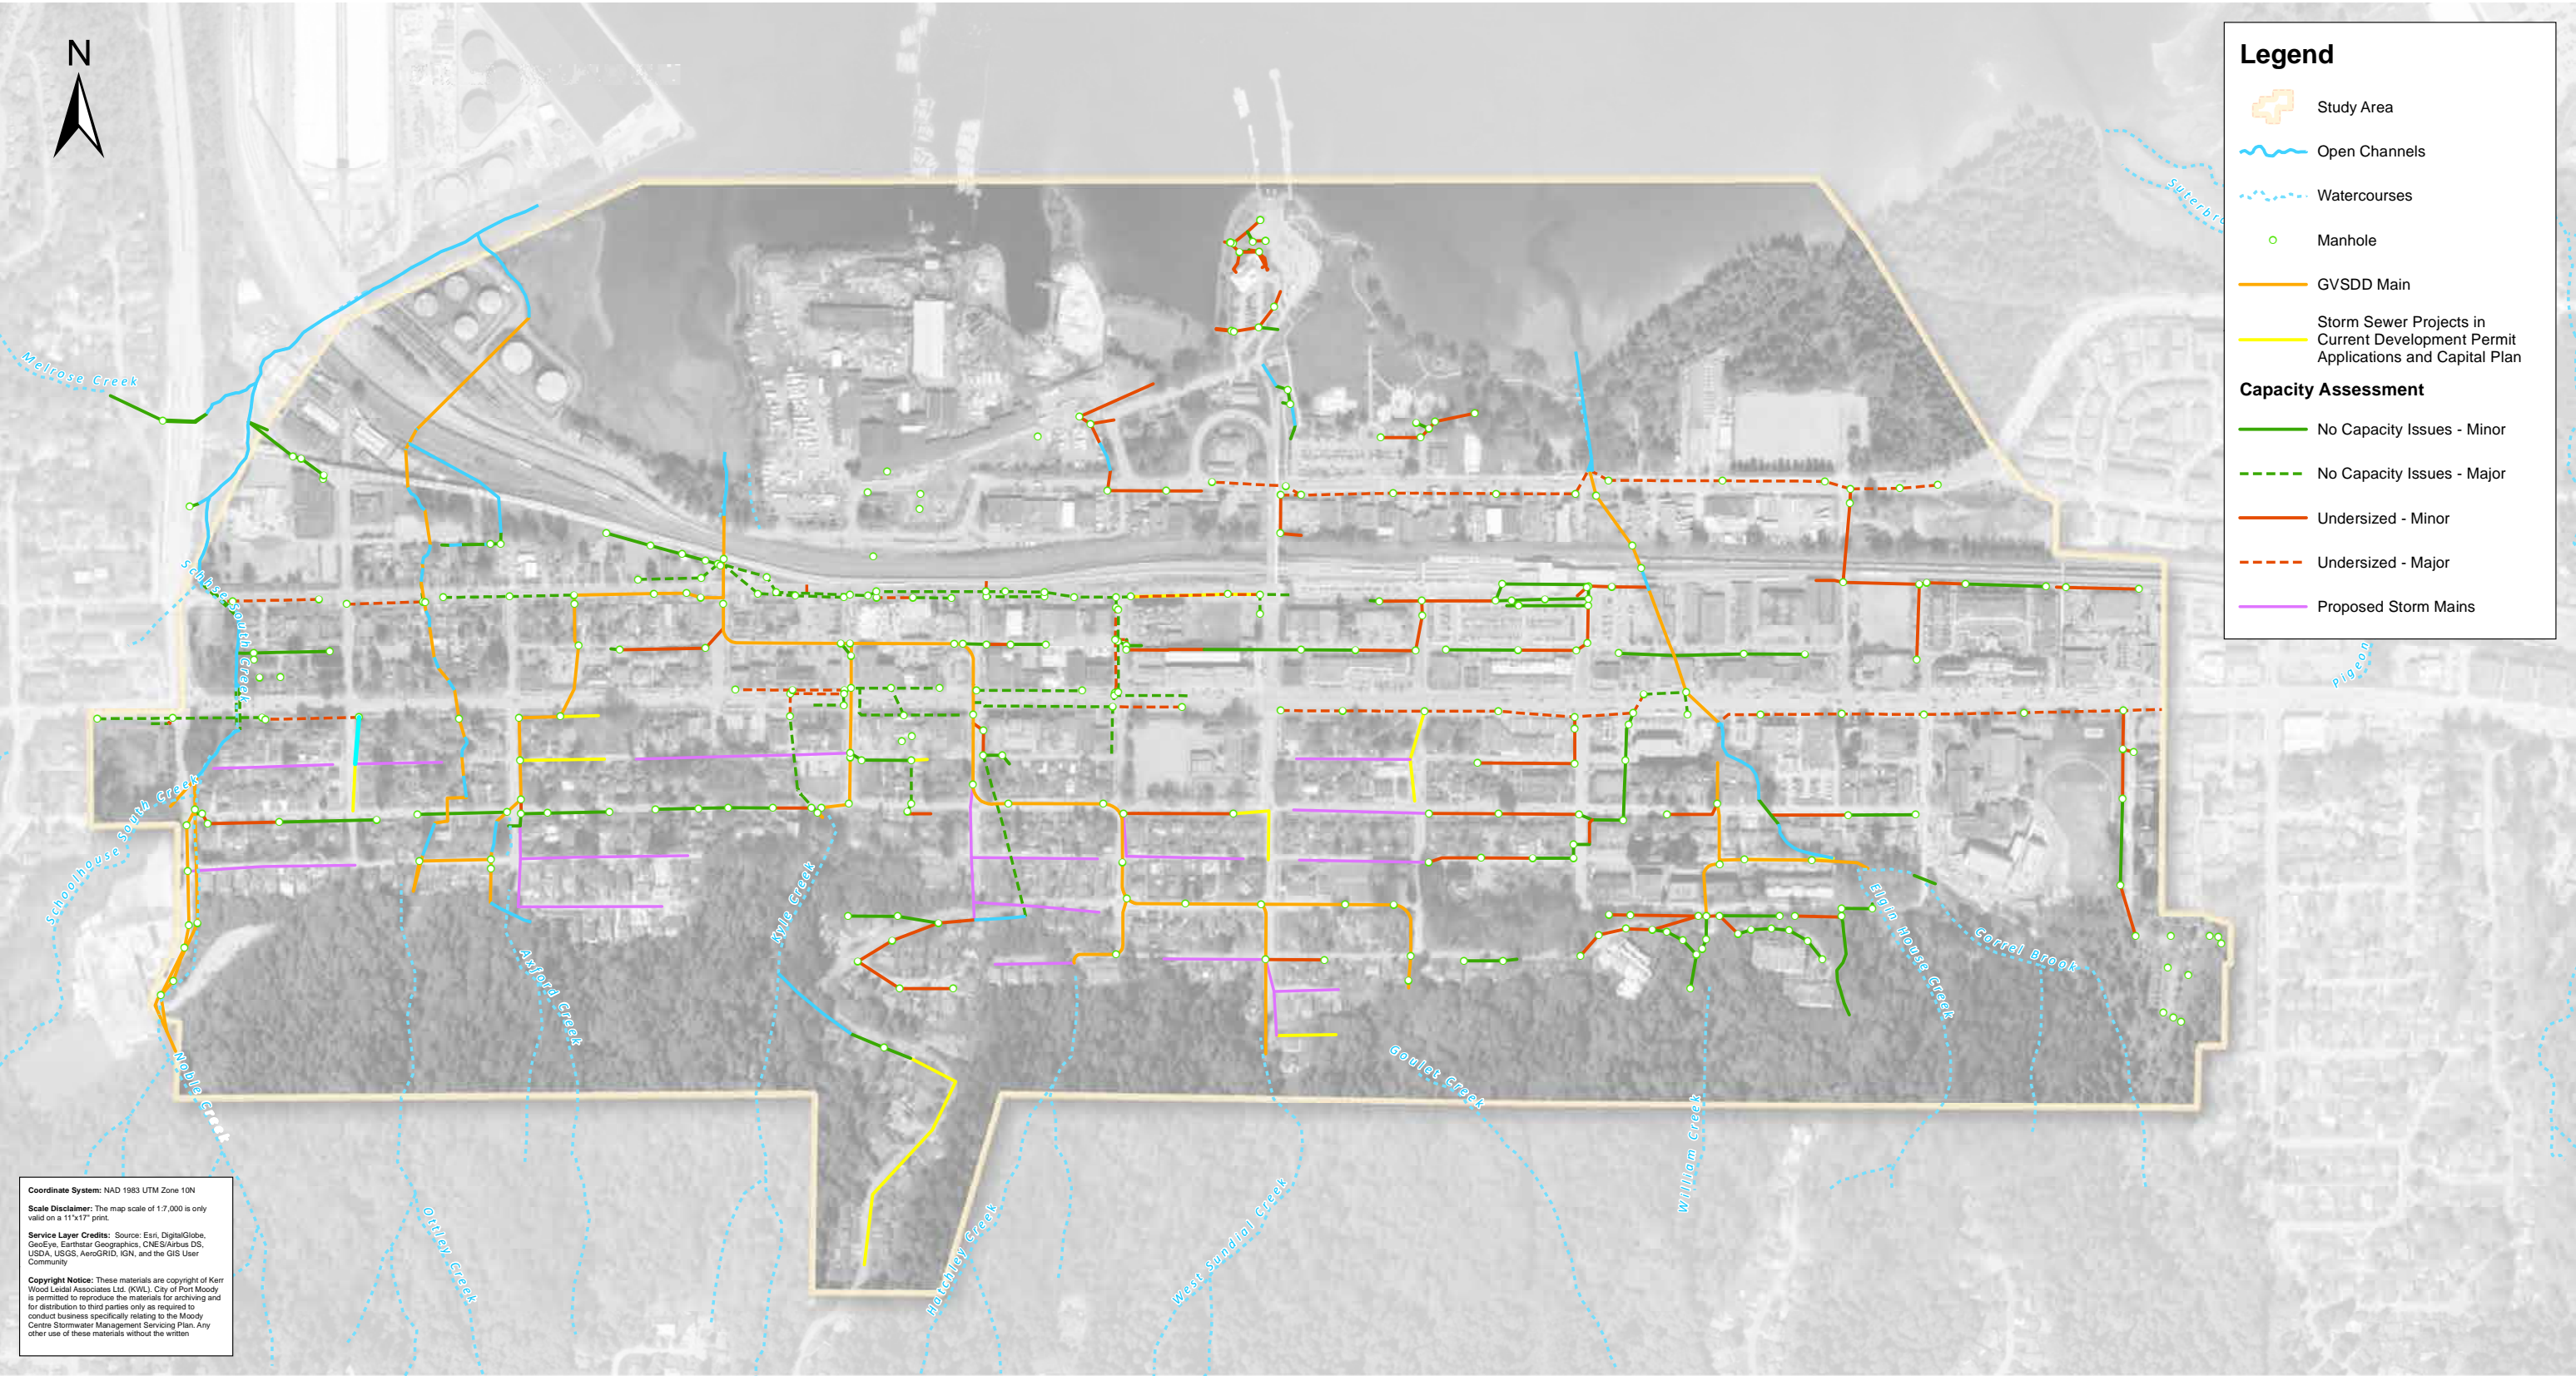 N
Legend
Study Area
Open Channels
Watercourses
Manhole
GVSDD Main
Storm Sewer Projects in
Current Development Permit
Applications and Capital Plan
Capacity Assessment
No Capacity Issues - Minor
No Capacity Issues - Major
Undersized - Minor
Undersized - Major
Proposed Storm Mains
Suterbro
Melrose Creek
Schhse South Creek
Pigeon
Schoolhouse South Creek
Kyle Creek
Axford Creek
Elgin House Creek
Correl Brook
Noble Creek
Goulet Creek
William Creek
Ottley Creek
Hatchley Creek
West Sundial Creek
Coordinate System: NAD 1983 UTM Zone 10N
Scale Disclaimer: The map scale of 1:7,000 is only
valid on a 11"x17" print.
Service Layer Credits: Source: Esri, DigitalGlobe,
GeoEye, Earthstar Geographics, CNES/Airbus DS,
USDA, USGS, AeroGRID, IGN, and the GIS User
Community
Copyright Notice: These materials are copyright of Kerr
Wood Leidal Associates Ltd. (KWL). City of Port Moody
is permitted to reproduce the materials for archiving and
for distribution to third parties only as required to
conduct business specifically relating to the Moody
Centre Stormwater Management Servicing Plan. Any
other use of these materials without the written